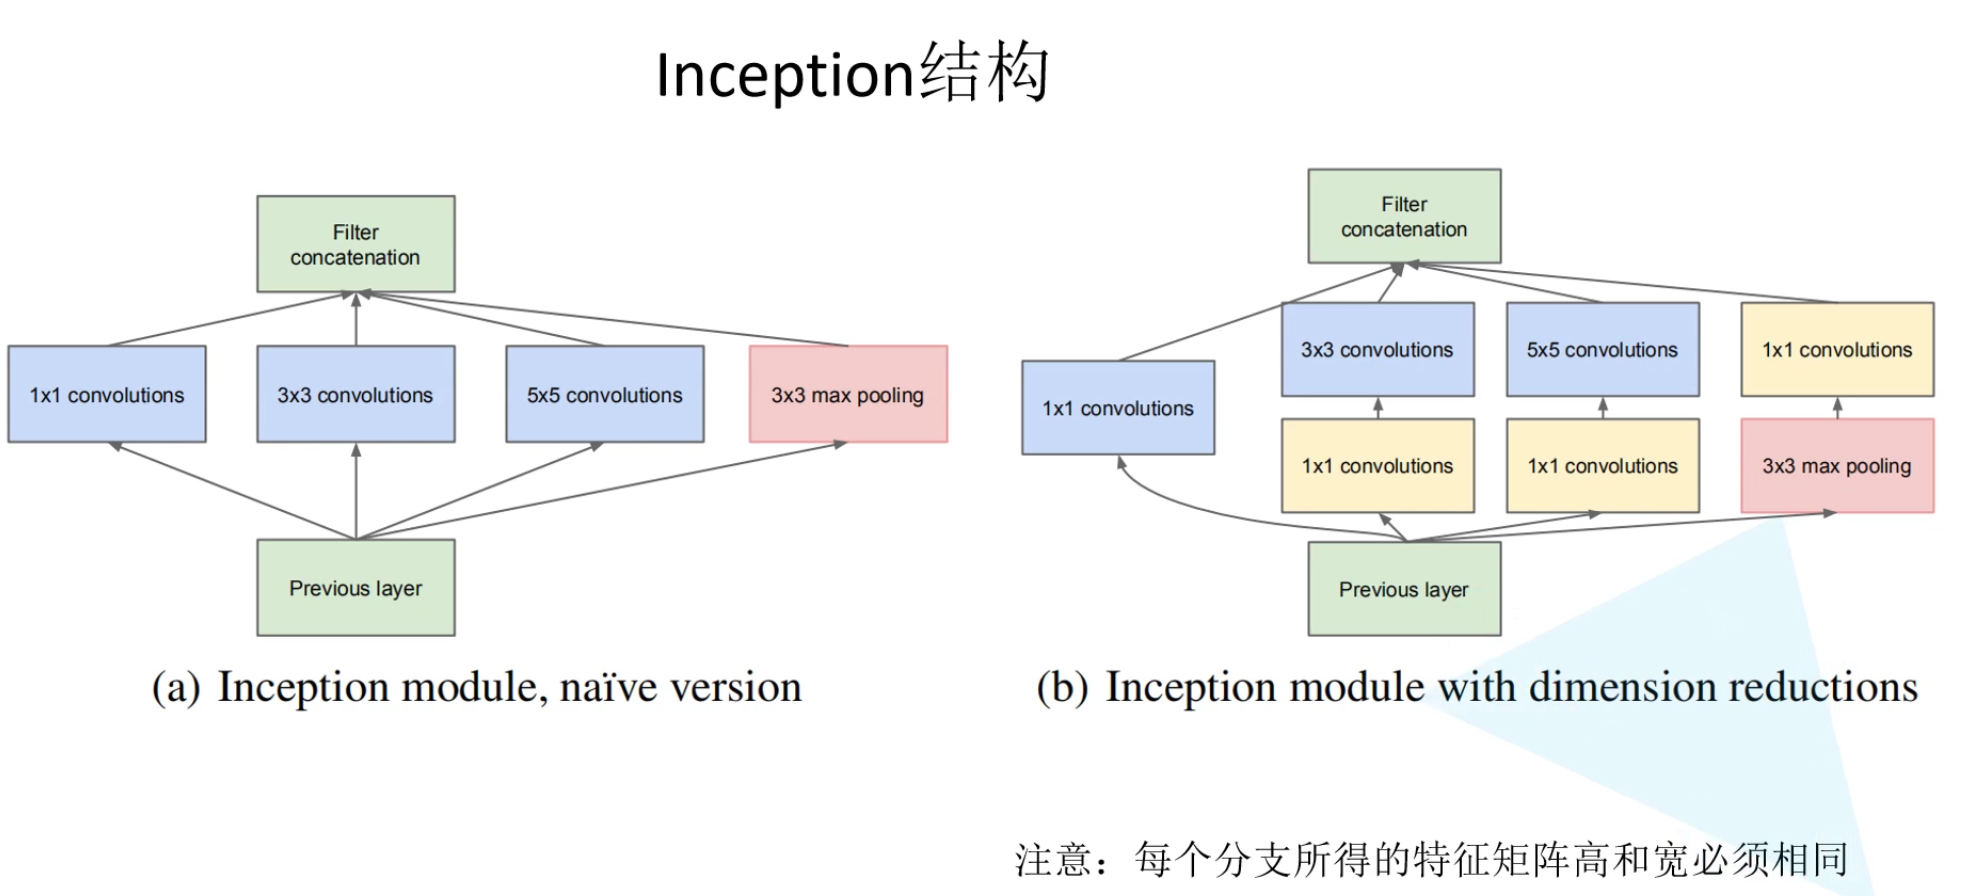 Inception结构
Filter
concatenation
1x1 convolutions
3x3 convolutions
5x5 convolutions
3x3 max pooling
Previous layer
(a) Inception module, naïve version
Filter
concatenation
3x3 convolutions
5x5 convolutions
1x1 convolutions
1x1 convolutions
1x1 convolutions
1x1 convolutions
3x3 max pooling
Previous layer
(b) Inception module with dimension reductions
注意：每个分支所得的特征矩阵高和宽必须相同